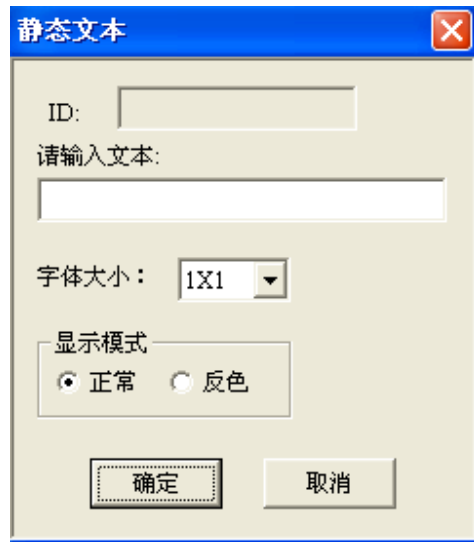 静态文本
ID:
请输入文本:
字体大小： 1X1
显示模式
正常 反色
确定 取消